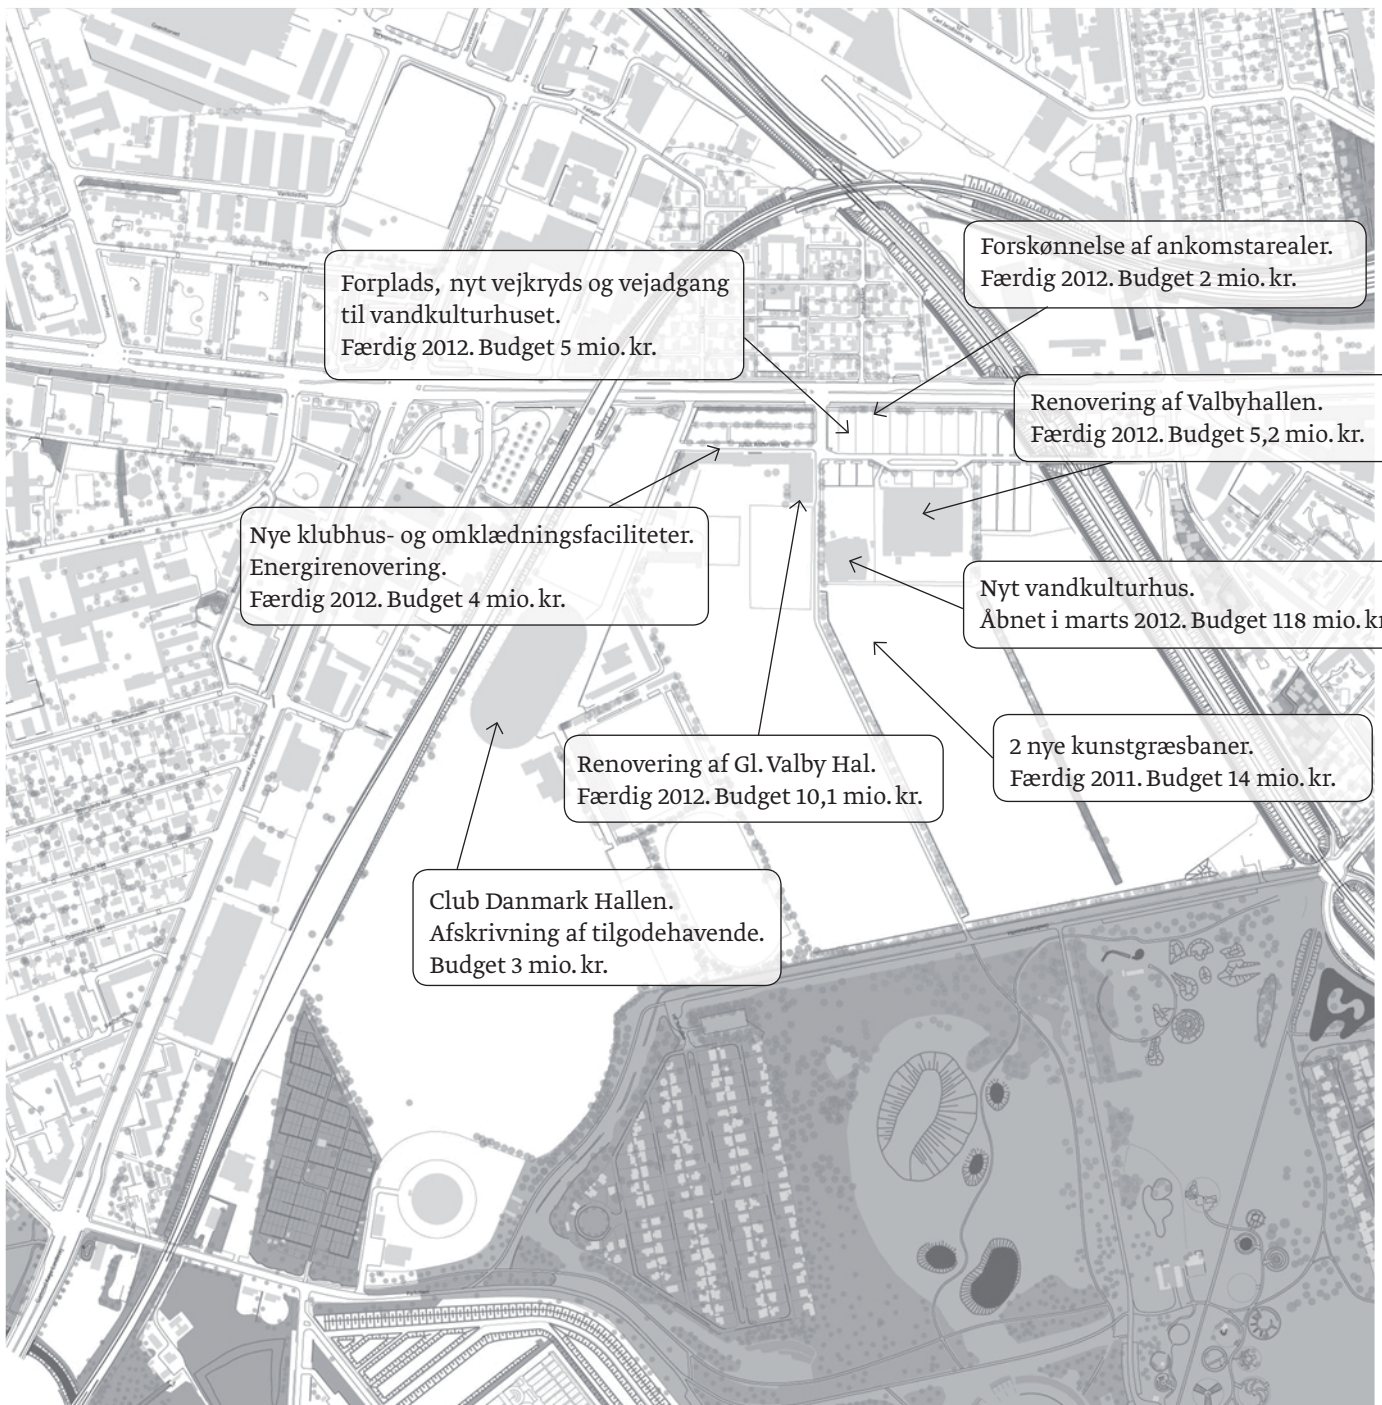 Forskønnelse af ankomstarealer.
Færdig 2012. Budget 2 mio. kr.
Forplads, nyt vejkryds og vejadgang
til vandkulturhuset.
Færdig 2012. Budget 5 mio. kr.
Renovering af Valbyhallen.
Færdig 2012. Budget 5,2 mio. kr.
Nye klubhus- og omklædningsfaciliteter.
Energirenovering.
Færdig 2012. Budget 4 mio. kr.
Nyt vandkulturhus.
Åbnet i marts 2012. Budget 118 mio. kr
2 nye kunstgræsbaner.
Færdig 2011. Budget 14 mio. kr.
Renovering af Gl. Valby Hal.
Færdig 2012. Budget 10,1 mio. kr.
Club Danmark Hallen.
Afskrivning af tilgodehavende.
Budget 3 mio. kr.